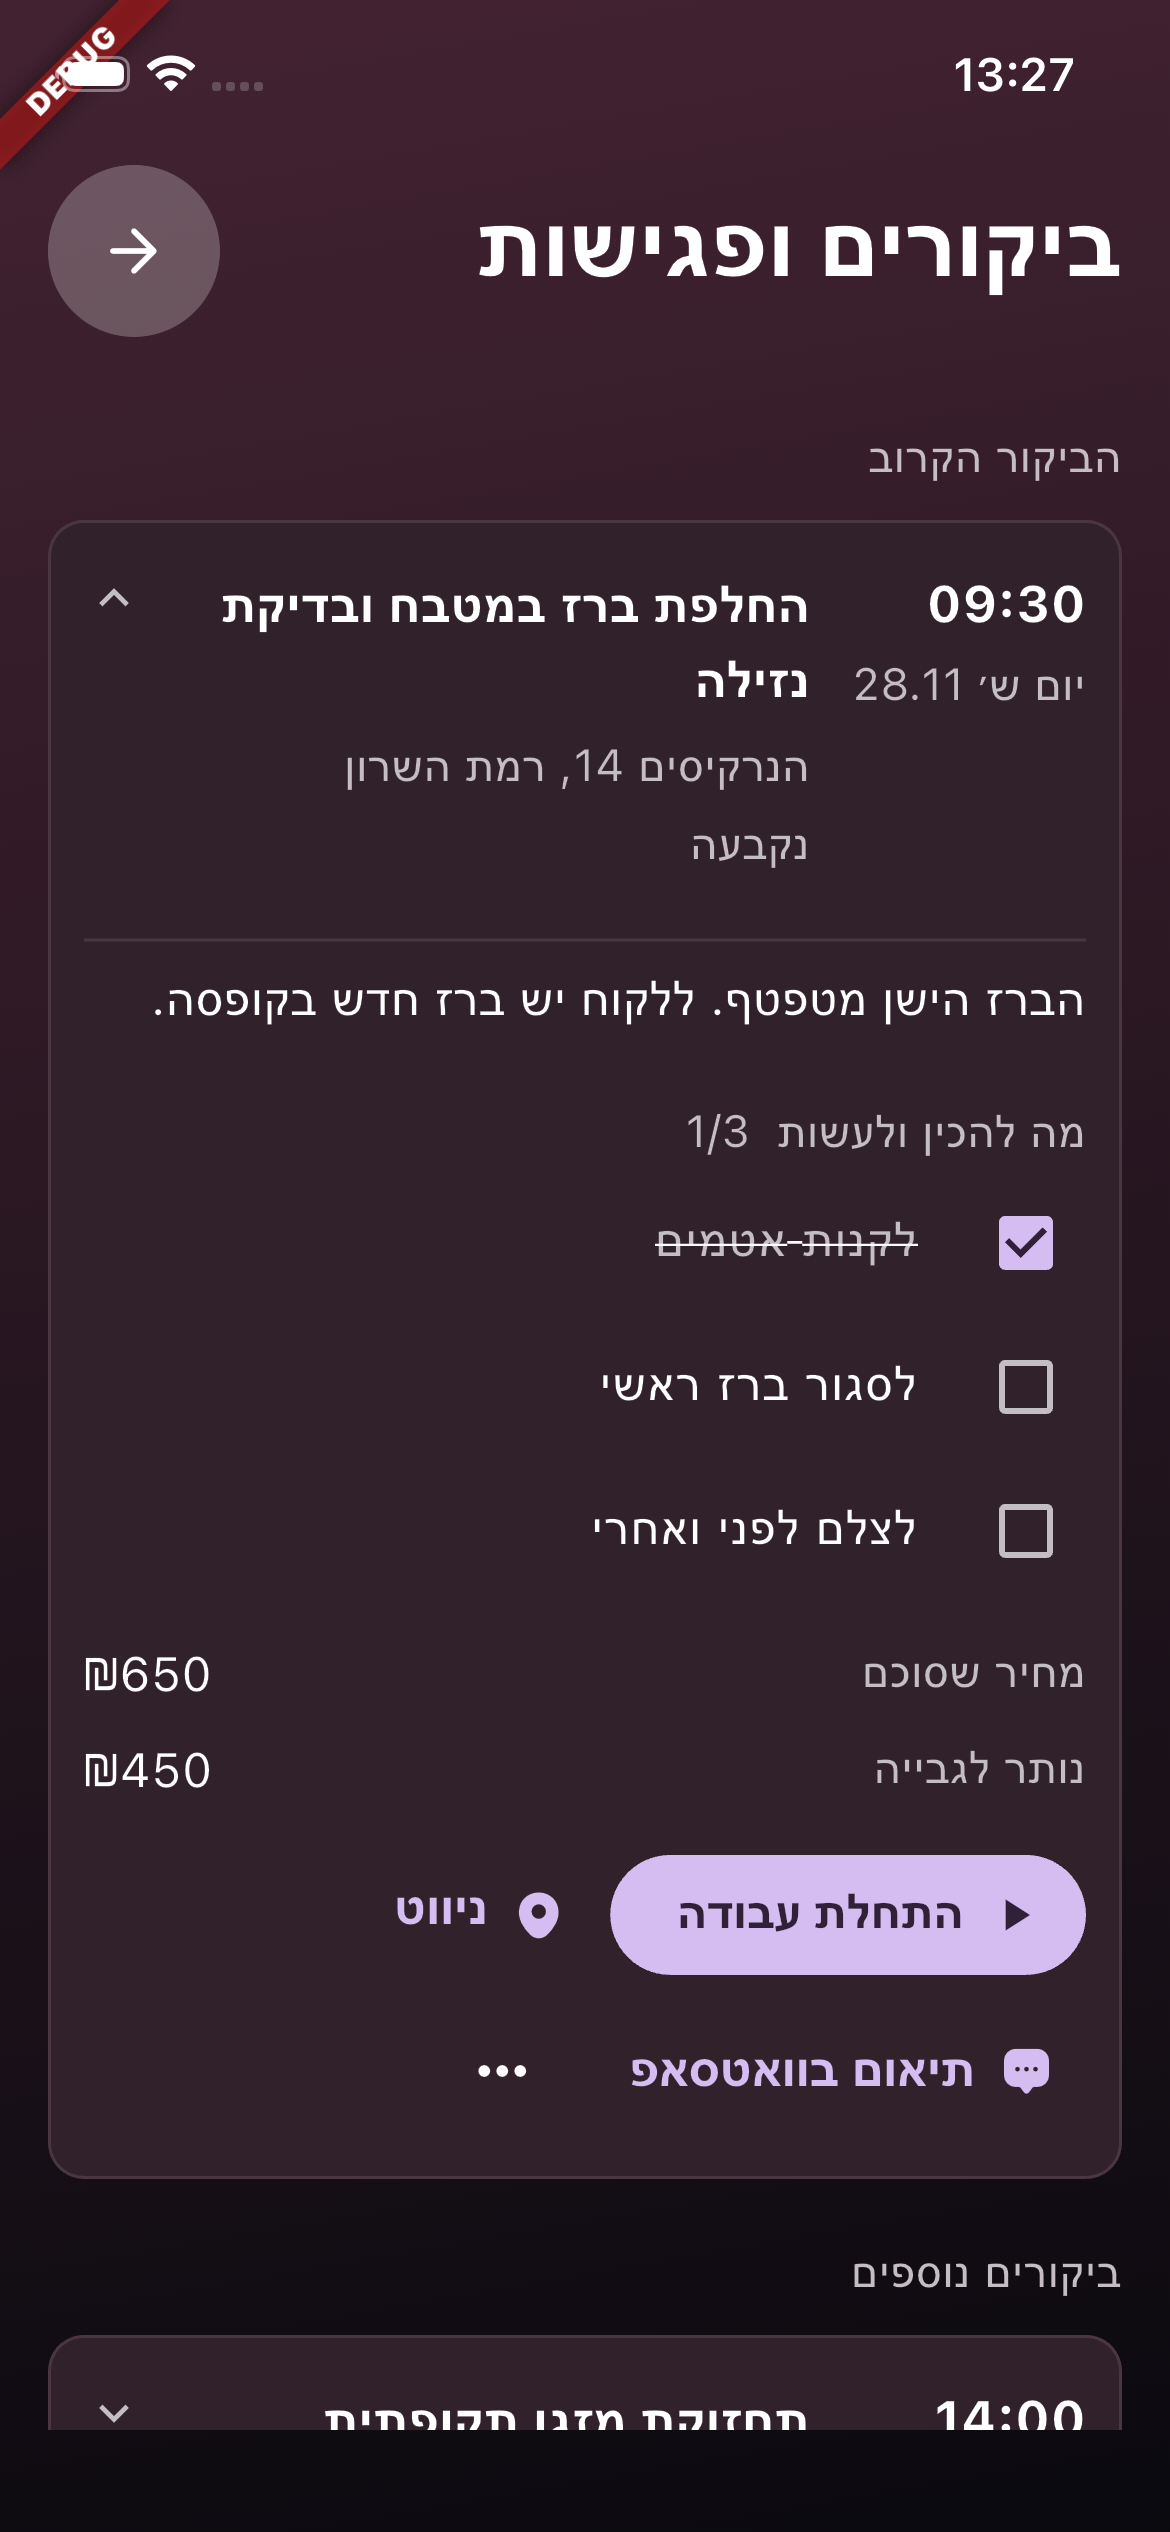 DEBUG
13:27
ביקורים ופגישות
הביקור הקרוב
09:30
החלפת ברז במטבח ובדיקת
יום ש׳ 28.11
נזילה
הנרקיסים 14, רמת השרון
נקבעה
הברז הישן מטפטף. ללקוח יש ברז חדש בקופסה.
מה להכין ולעשות 1/3
לקנות אטמים
לסגור ברז ראשי
לצלם לפני ואחרי
מחיר שסוכם ₪650
נותר לגבייה ₪450
התחלת עבודה
ניווט
תיאום בוואטסאפ
ביקורים נוספים
14:00
תחזוקת מזגן תקופתית